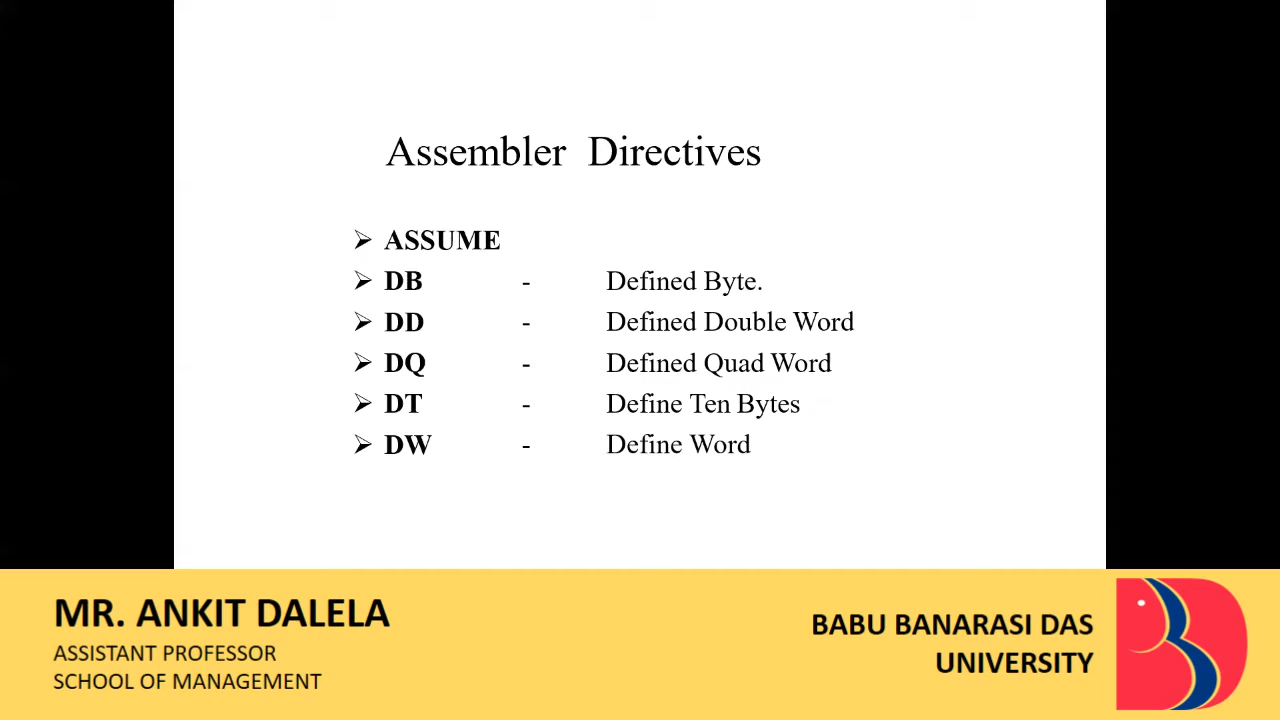 Assembler Directives
➢ ASSUME
➢ DB - Defined Byte.
➢ DD - Defined Double Word
➢ DQ - Defined Quad Word
➢ DT - Define Ten Bytes
➢ DW - Define Word
MR. ANKIT DALELA
ASSISTANT PROFESSOR
SCHOOL OF MANAGEMENT
BABU BANARASI DAS
UNIVERSITY